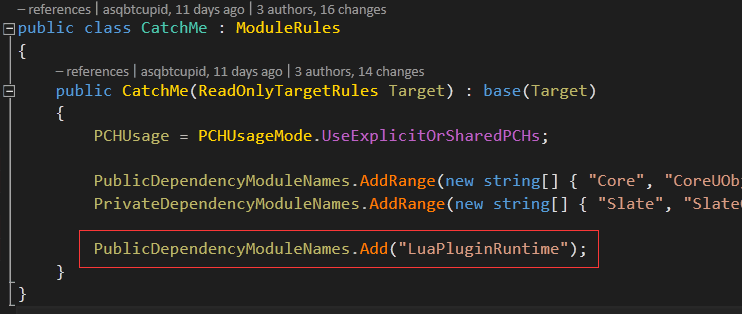 – references | asqbtcupid, 11 days ago | 3 authors, 16 changes
public class CatchMe : ModuleRules
{
– references | asqbtcupid, 11 days ago | 3 authors, 14 changes
public CatchMe(ReadOnlyTargetRules Target) : base(Target)
{
PCHUsage = PCHUsageMode.UseExplicitOrSharedPCHs;
PublicDependencyModuleNames.AddRange(new string[] { "Core", "CoreUObj
PrivateDependencyModuleNames.AddRange(new string[] { "Slate", "Slate
PublicDependencyModuleNames.Add("LuaPluginRuntime");
}
}